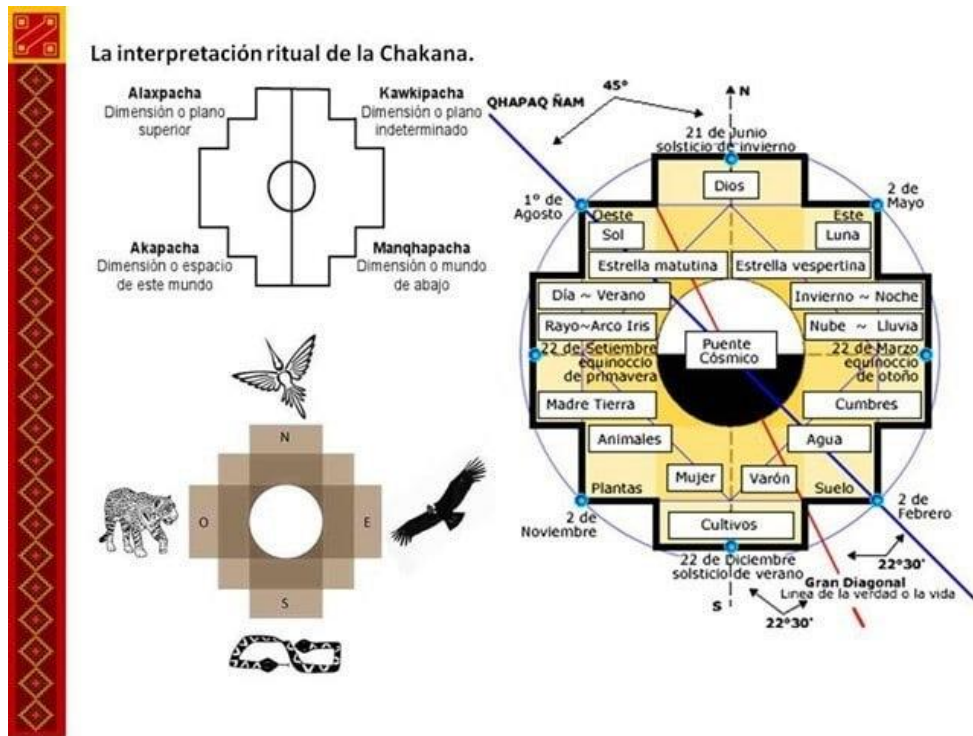 La interpretación ritual de la Chakana.
Alaxpacha
Dimensión o plano
superior
Kawkipacha
Dimensión o plano
indeterminado
Akapacha
Dimensión o espacio
de este mundo
Manqhapacha
Dimensión o mundo
de abajo
N
O
E
S
QHAPAQ ÑAM
45°
N
21 de Junio
solsticio de invierno
Dios
1º de
Agosto
2 de
Mayo
Oeste
Este
Sol
Luna
Estrella matutina
Estrella vespertina
Día ~ Verano
Invierno ~ Noche
Rayo~Arco Iris
Nube ~ Lluvia
Puente
Cósmico
22 de Setiembre
equinoccio
de primavera
22 de Marzo
equinoccio
de otoño
Madre Tierra
Cumbres
Animales
Agua
Mujer
Varón
Plantas
Suelo
2 de
Noviembre
2 de
Febrero
Cultivos
22 de Diciembre
solsticio de verano
22°30'
Gran Diagonal
Línea de la verdad o la vida
S
22°30'